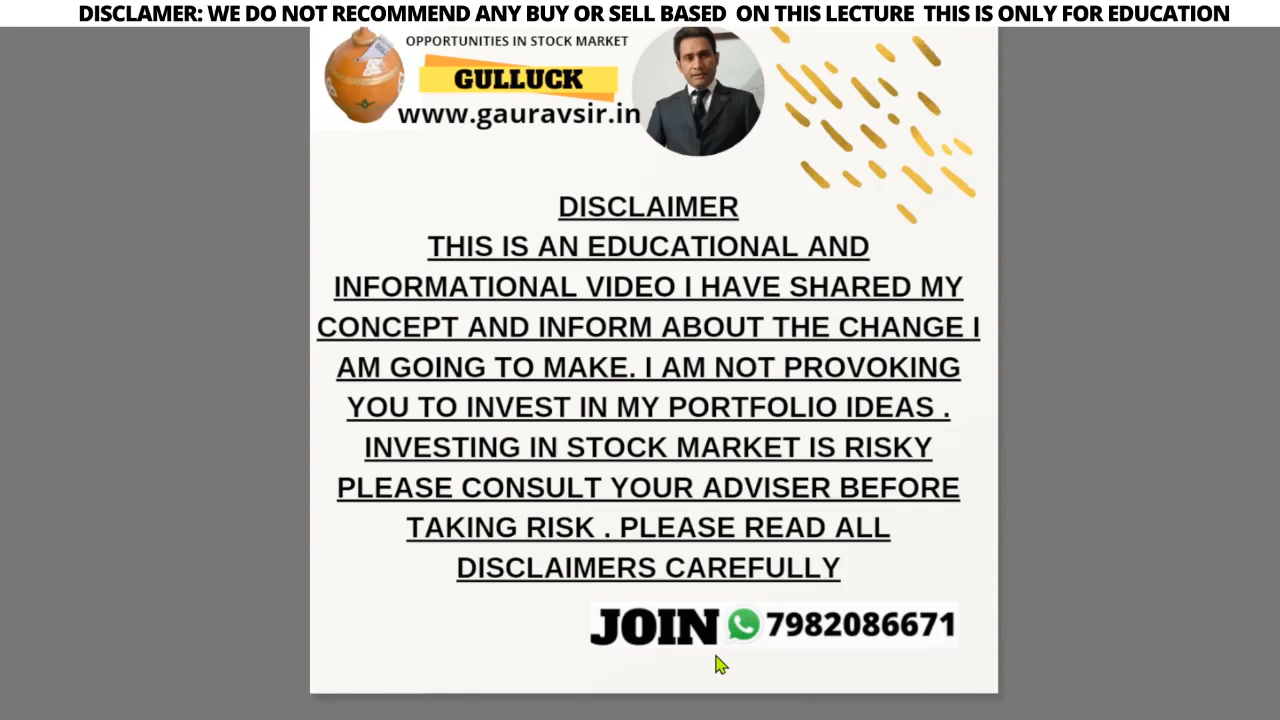 DISCLAMER: WE DO NOT RECOMMEND ANY BUY OR SELL BASED ON THIS LECTURE THIS IS ONLY FOR EDUCATION
OPPORTUNITIES IN STOCK MARKET
GULLUCK
www.gauravsir.in
DISCLAIMER
THIS IS AN EDUCATIONAL AND
INFORMATIONAL VIDEO I HAVE SHARED MY
CONCEPT AND INFORM ABOUT THE CHANGE I
AM GOING TO MAKE. I AM NOT PROVOKING
YOU TO INVEST IN MY PORTFOLIO IDEAS .
INVESTING IN STOCK MARKET IS RISKY
PLEASE CONSULT YOUR ADVISER BEFORE
TAKING RISK . PLEASE READ ALL
DISCLAIMERS CAREFULLY
JOIN 7982086671